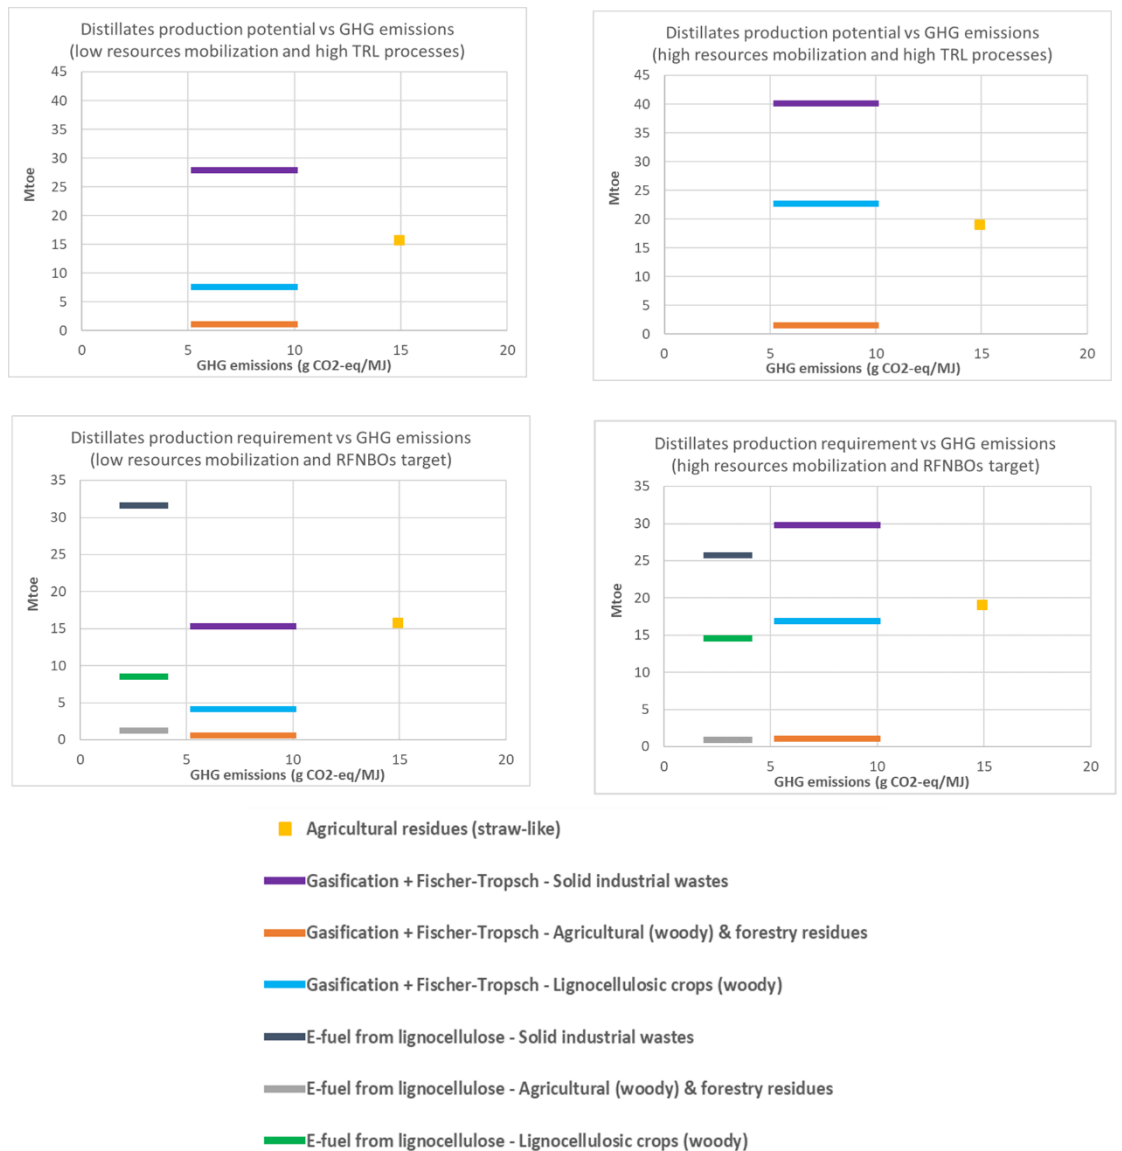 Distillates production potential vs GHG emissions
(low resources mobilization and high TRL processes)
45
40
35
30
25
20
15
10
5
0
Mtoe
0 5 10 15 20
GHG emissions (g CO2-eq/MJ)
Distillates production potential vs GHG emissions
(high resources mobilization and high TRL processes)
45
40
35
30
25
20
15
10
5
0
Mtoe
0 5 10 15 20
GHG emissions (g CO2-eq/MJ)
Distillates production requirement vs GHG emissions
(low resources mobilization and RFNBOs target)
35
30
25
20
15
10
5
0
Mtoe
0 5 10 15 20
GHG emissions (g CO2-eq/MJ)
Distillates production requirement vs GHG emissions
(high resources mobilization and RFNBOs target)
35
30
25
20
15
10
5
0
Mtoe
0 5 10 15 20
GHG emissions (g CO2-eq/MJ)
Agricultural residues (straw-like)
Gasification + Fischer-Tropsch - Solid industrial wastes
Gasification + Fischer-Tropsch - Agricultural (woody) & forestry residues
Gasification + Fischer-Tropsch - Lignocellulosic crops (woody)
E-fuel from lignocellulose - Solid industrial wastes
E-fuel from lignocellulose - Agricultural (woody) & forestry residues
E-fuel from lignocellulose - Lignocellulosic crops (woody)